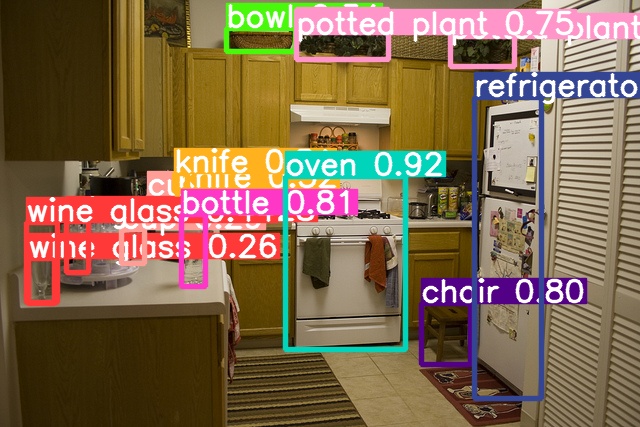 bowl
potted plant 0.75
plant
refrigerato
knife 0.
oven 0.92
bottle 0.81
wine glass
wine glass 0.26
chair 0.80